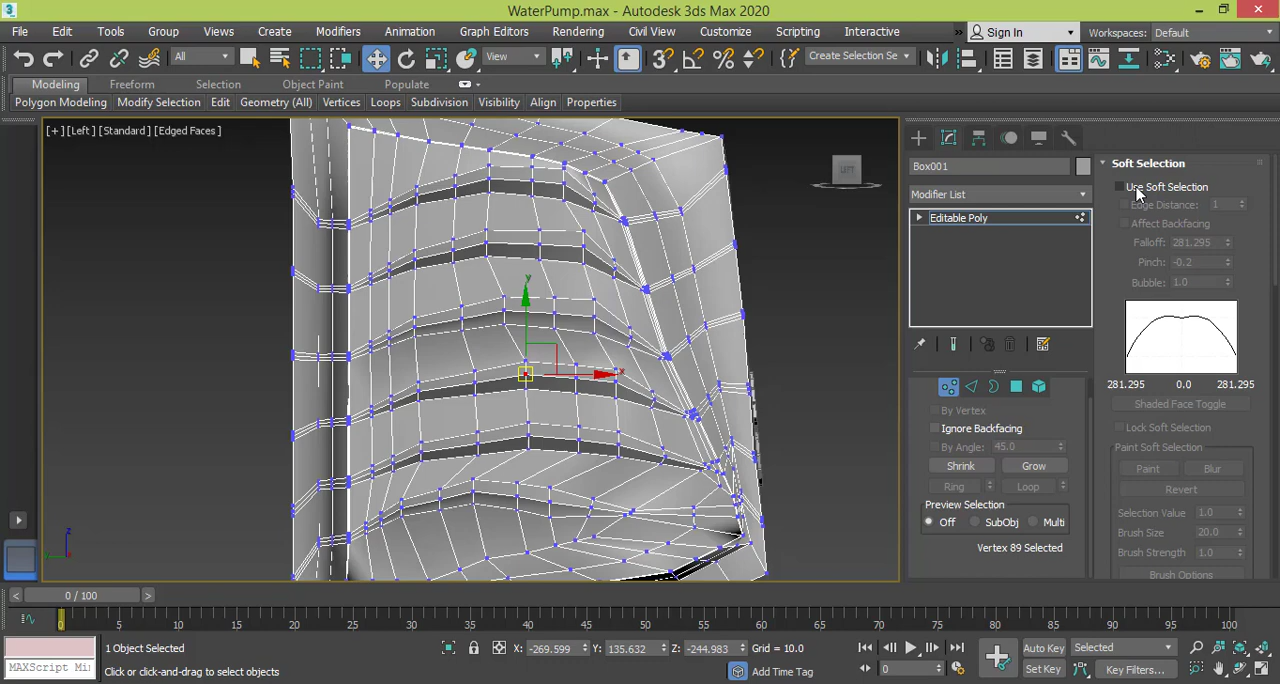 WaterPump.max - Autodesk 3ds Max 2020
File Edit Tools Group Views Create Modifiers Animation Graph Editors Rendering Civil View Customize Scripting Interactive » Sign In Workspaces: Default
All View Create Selection Se
Modeling Freeform Selection Object Paint Populate
Polygon Modeling Modify Selection Edit Geometry (All) Vertices Loops Subdivision Visibility Align Properties
[+] [Left] [Standard] [Edged Faces]
Box001
Modifier List
Editable Poly
By Vertex
Ignore Backfacing
By Angle: 45.0
Shrink Grow
Ring Loop
Preview Selection
Off SubObj Multi
Vertex 89 Selected
Soft Selection
Use Soft Selection
Edge Distance: 1
Affect Backfacing
Falloff: 281.295
Pinch: -0.2
Bubble: 1.0
281.295 0.0 281.295
Shaded Face Toggle
Lock Soft Selection
Paint Soft Selection
Paint Blur
Revert
Selection Value 1.0
Brush Size 20.0
Brush Strength 1.0
Brush Options
y
x
z
0 / 100
0 5 10 15 20 25 30 35 40 45 50 55 60 65 70 75 80 85 90 95 100
MAXScript Mi
1 Object Selected
Click or click-and-drag to select objects
X: -269.599 Y: 135.632 Z: -244.983 Grid = 10.0
Add Time Tag
0
Auto Key Selected
Set Key Key Filters...